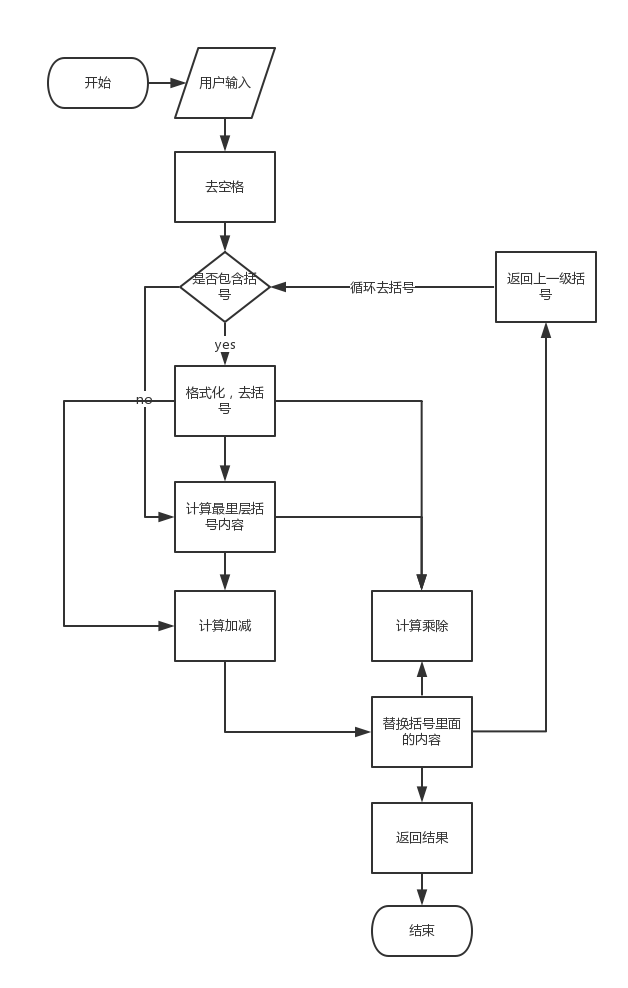 开始
用户输入
去空格
是否包含括
号
返回上一级括
号
循环去括号
yes
格式化，去括
号
no
计算最里层括
号内容
计算加减
计算乘除
替换括号里面
的内容
返回结果
结束